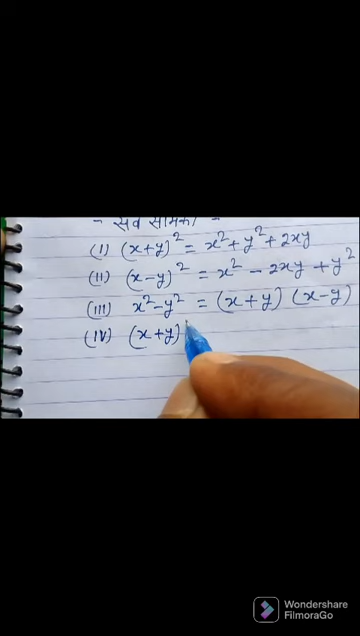 (I) (x+y)² = x²+y²+2xy
(II) (x-y)² = x² - 2xy + y²
(III) x²-y² = (x+y) (x-y)
(IV) (x+y)
Wondershare
FilmoraGo